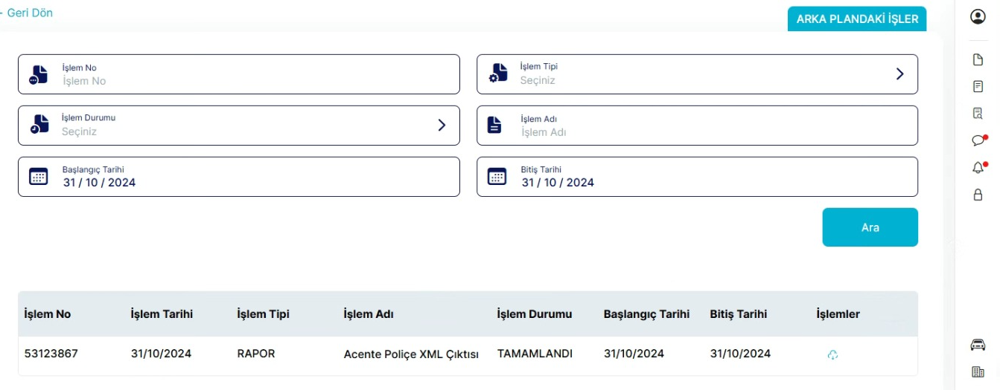 - Geri Dön
ARKA PLANDAKİ İŞLER
İşlem No
İşlem No
İşlem Tipi
Seçiniz
İşlem Durumu
Seçiniz
İşlem Adı
İşlem Adı
Başlangıç Tarihi
31 / 10 / 2024
Bitiş Tarihi
31 / 10 / 2024
Ara
İşlem No İşlem Tarihi İşlem Tipi İşlem Adı İşlem Durumu Başlangıç Tarihi Bitiş Tarihi İşlemler
53123867 31/10/2024 RAPOR Acente Poliçe XML Çıktısı TAMAMLANDI 31/10/2024 31/10/2024